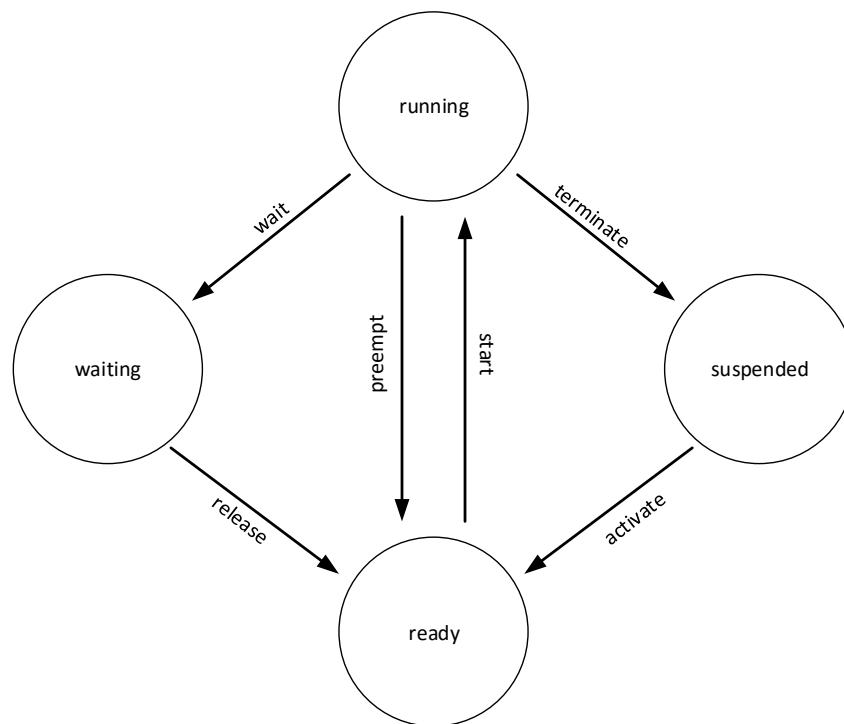 running
wait
terminate
preempt
start
waiting
suspended
release
activate
ready